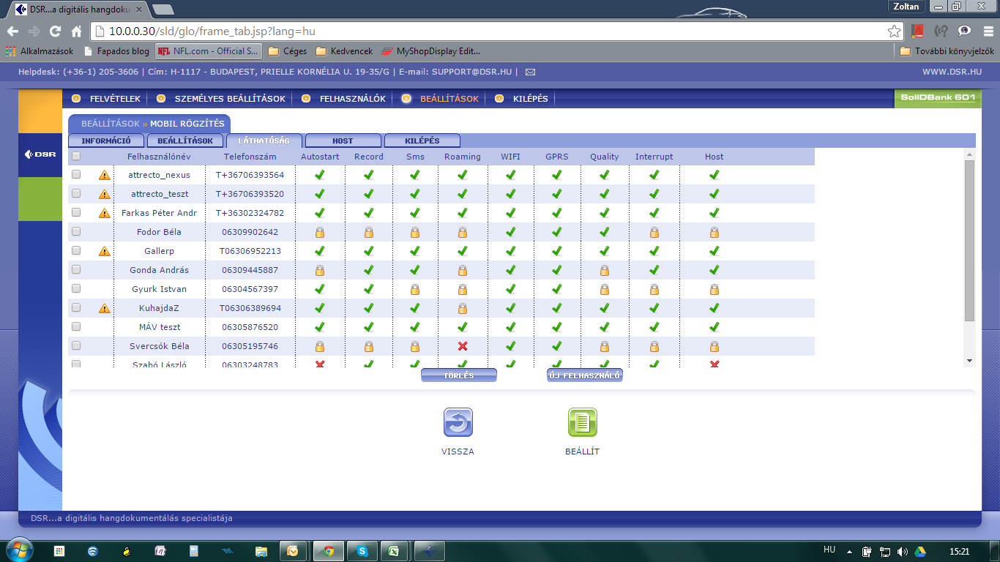 DSR...a digitális hangdoku
Zoltan
10.0.0.30/sld/glo/frame_tab.jsp?lang=hu
Alkalmazások Fapados blog NFL.com - Official S... Céges Kedvencek MyShopDisplay Edit... További könyvjelzők
Helpdesk: (+36-1) 205-3606 | Cím: H-1117 - BUDAPEST, PRIELLE KORNÉLIA U. 19-35/G | E-mail: SUPPORT@DSR.HU | WWW.DSR.HU
FELVÉTELEK SZEMÉLYES BEÁLLÍTÁSOK FELHASZNÁLÓK BEÁLLÍTÁSOK KILÉPÉS SoliDBank 601
BEÁLLÍTÁSOK » MOBIL RÖGZÍTÉS
INFORMÁCIÓ BEÁLLÍTÁSOK LÁTHATÓSÁG HOST KILÉPÉS
DSR
Felhasználónév Telefonszám Autostart Record Sms Roaming WIFI GPRS Quality Interrupt Host
attrecto_nexus T+36706393564
attrecto_teszt T+36706393520
Farkas Péter Andr T+36302324782
Fodor Béla 06309902642
Gallerp T06306952213
Gonda András 06309445887
Gyurk Istvan 06304567397
KuhajdaZ T06306389694
MÁV teszt 06305876520
Svercsók Béla 06305195746
Szabó László 06303248783
TÖRLÉS ÚJ FELHASZNÁLÓ
VISSZA BEÁLLÍT
DSR...a digitális hangdokumentálás specialistája
HU 15:21